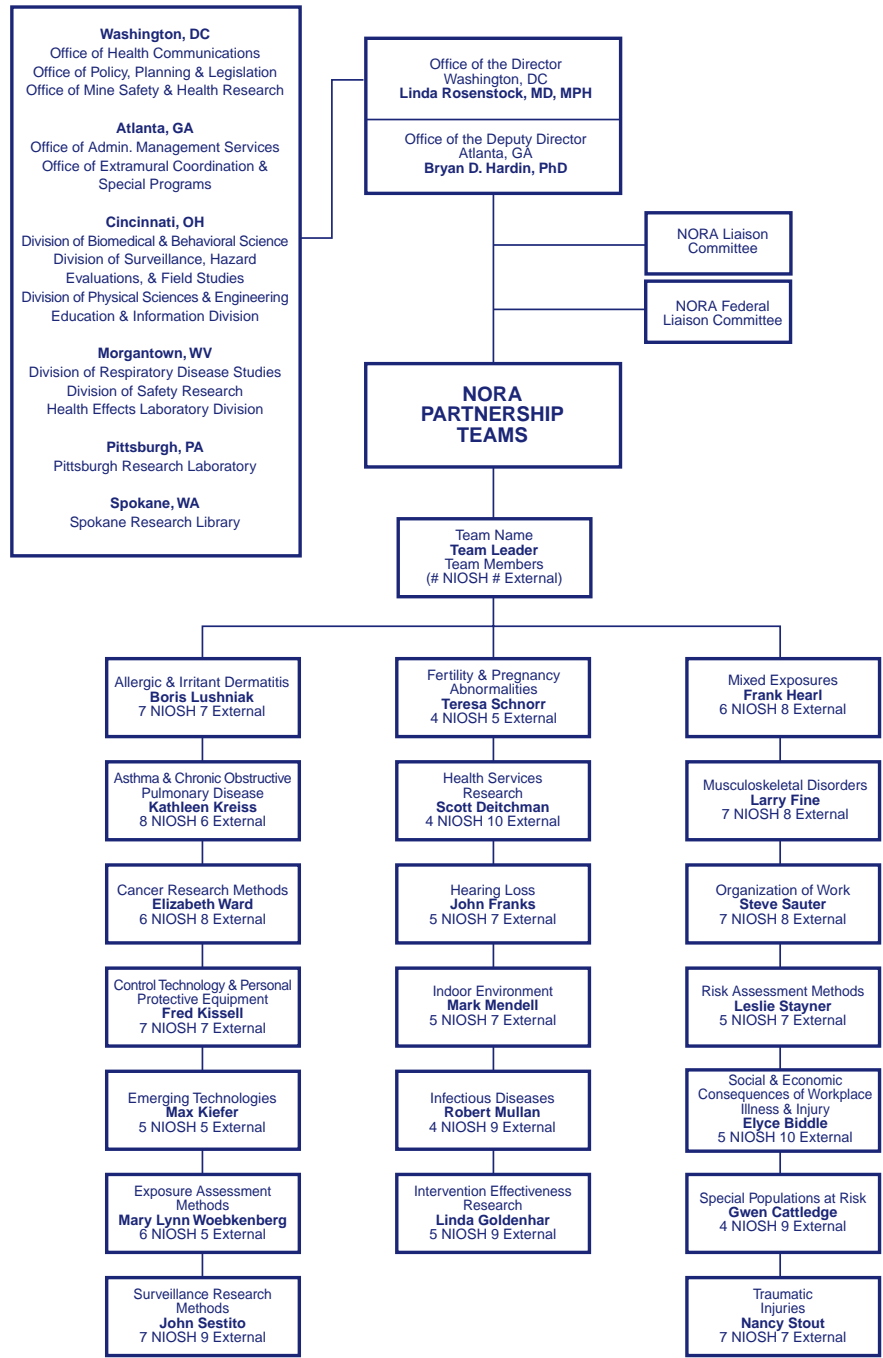 Washington, DC
Office of Health Communications
Office of Policy, Planning & Legislation
Office of Mine Safety & Health Research
Atlanta, GA
Office of Admin. Management Services
Office of Extramural Coordination &
Special Programs
Cincinnati, OH
Division of Biomedical & Behavioral Science
Division of Surveillance, Hazard
Evaluations, & Field Studies
Division of Physical Sciences & Engineering
Education & Information Division
Morgantown, WV
Division of Respiratory Disease Studies
Division of Safety Research
Health Effects Laboratory Division
Pittsburgh, PA
Pittsburgh Research Laboratory
Spokane, WA
Spokane Research Library
Office of the Director
Washington, DC
Linda Rosenstock, MD, MPH
Office of the Deputy Director
Atlanta, GA
Bryan D. Hardin, PhD
NORA Liaison
Committee
NORA Federal
Liaison Committee
NORA
PARTNERSHIP
TEAMS
Team Name
Team Leader
Team Members
(# NIOSH # External)
Allergic & Irritant Dermatitis
Boris Lushniak
7 NIOSH 7 External
Asthma & Chronic Obstructive
Pulmonary Disease
Kathleen Kreiss
8 NIOSH 6 External
Cancer Research Methods
Elizabeth Ward
6 NIOSH 8 External
Control Technology & Personal
Protective Equipment
Fred Kissell
7 NIOSH 7 External
Emerging Technologies
Max Kiefer
5 NIOSH 5 External
Exposure Assessment
Methods
Mary Lynn Woebkenberg
6 NIOSH 5 External
Surveillance Research
Methods
John Sestito
7 NIOSH 9 External
Fertility & Pregnancy
Abnormalities
Teresa Schnorr
4 NIOSH 5 External
Health Services
Research
Scott Deitchman
4 NIOSH 10 External
Hearing Loss
John Franks
5 NIOSH 7 External
Indoor Environment
Mark Mendell
5 NIOSH 7 External
Infectious Diseases
Robert Mullan
4 NIOSH 9 External
Intervention Effectiveness
Research
Linda Goldenhar
5 NIOSH 9 External
Mixed Exposures
Frank Hearl
6 NIOSH 8 External
Musculoskeletal Disorders
Larry Fine
7 NIOSH 8 External
Organization of Work
Steve Sauter
7 NIOSH 8 External
Risk Assessment Methods
Leslie Stayner
5 NIOSH 7 External
Social & Economic
Consequences of Workplace
Illness & Injury
Elyce Biddle
5 NIOSH 10 External
Special Populations at Risk
Gwen Cattledge
4 NIOSH 9 External
Traumatic
Injuries
Nancy Stout
7 NIOSH 7 External